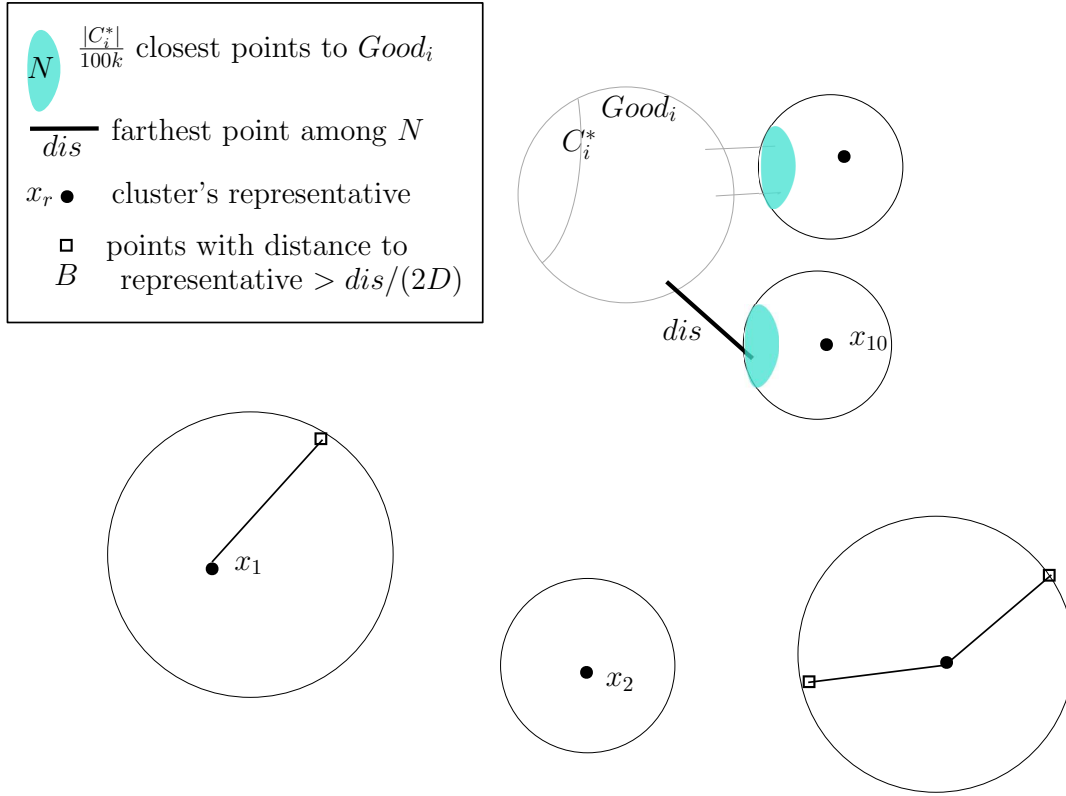 N |C_i^*|/100k closest points to Good_i
dis farthest point among N
x_r cluster's representative
points with distance to
B representative > dis/(2D)
Good_i
C_i^*
dis
x_10
x_1
x_2